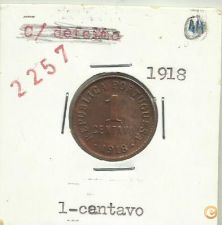 C/ defeito
2257
1918
REPUBLICA PORTUGUESA
1
CENTAVO
1918
1-centavo